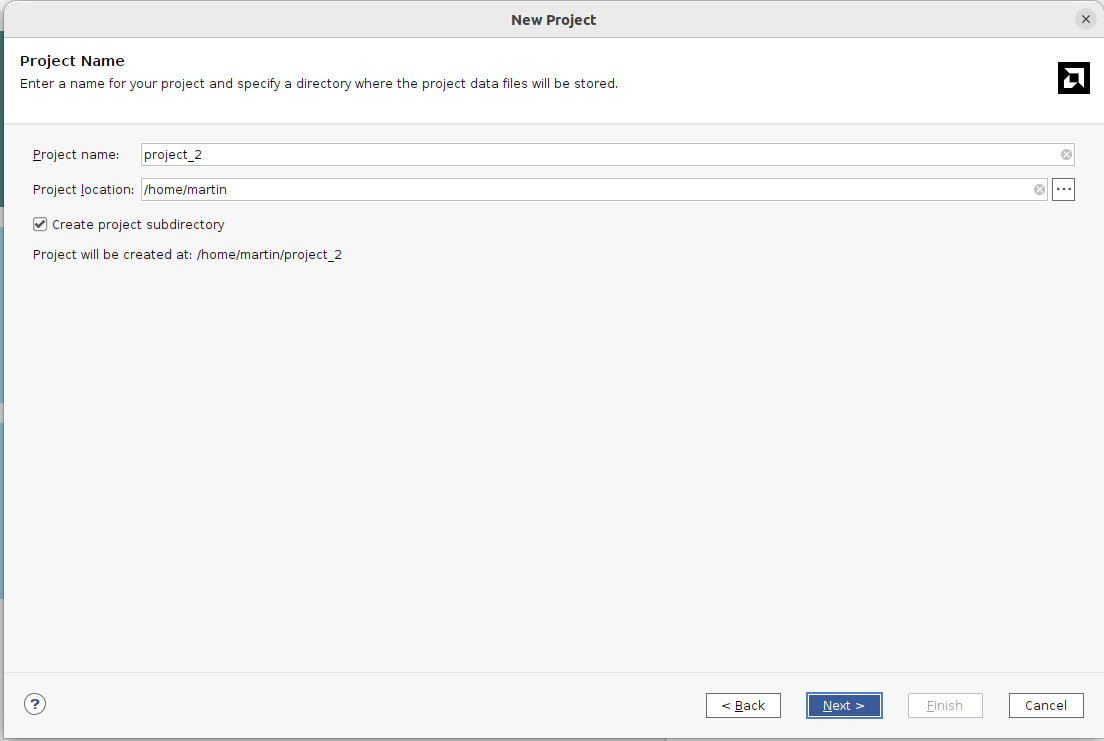 New Project
Project Name
Enter a name for your project and specify a directory where the project data files will be stored.
Project name: project_2
Project location: /home/martin ...
Create project subdirectory
Project will be created at: /home/martin/project_2
? < Back Next > Finish Cancel